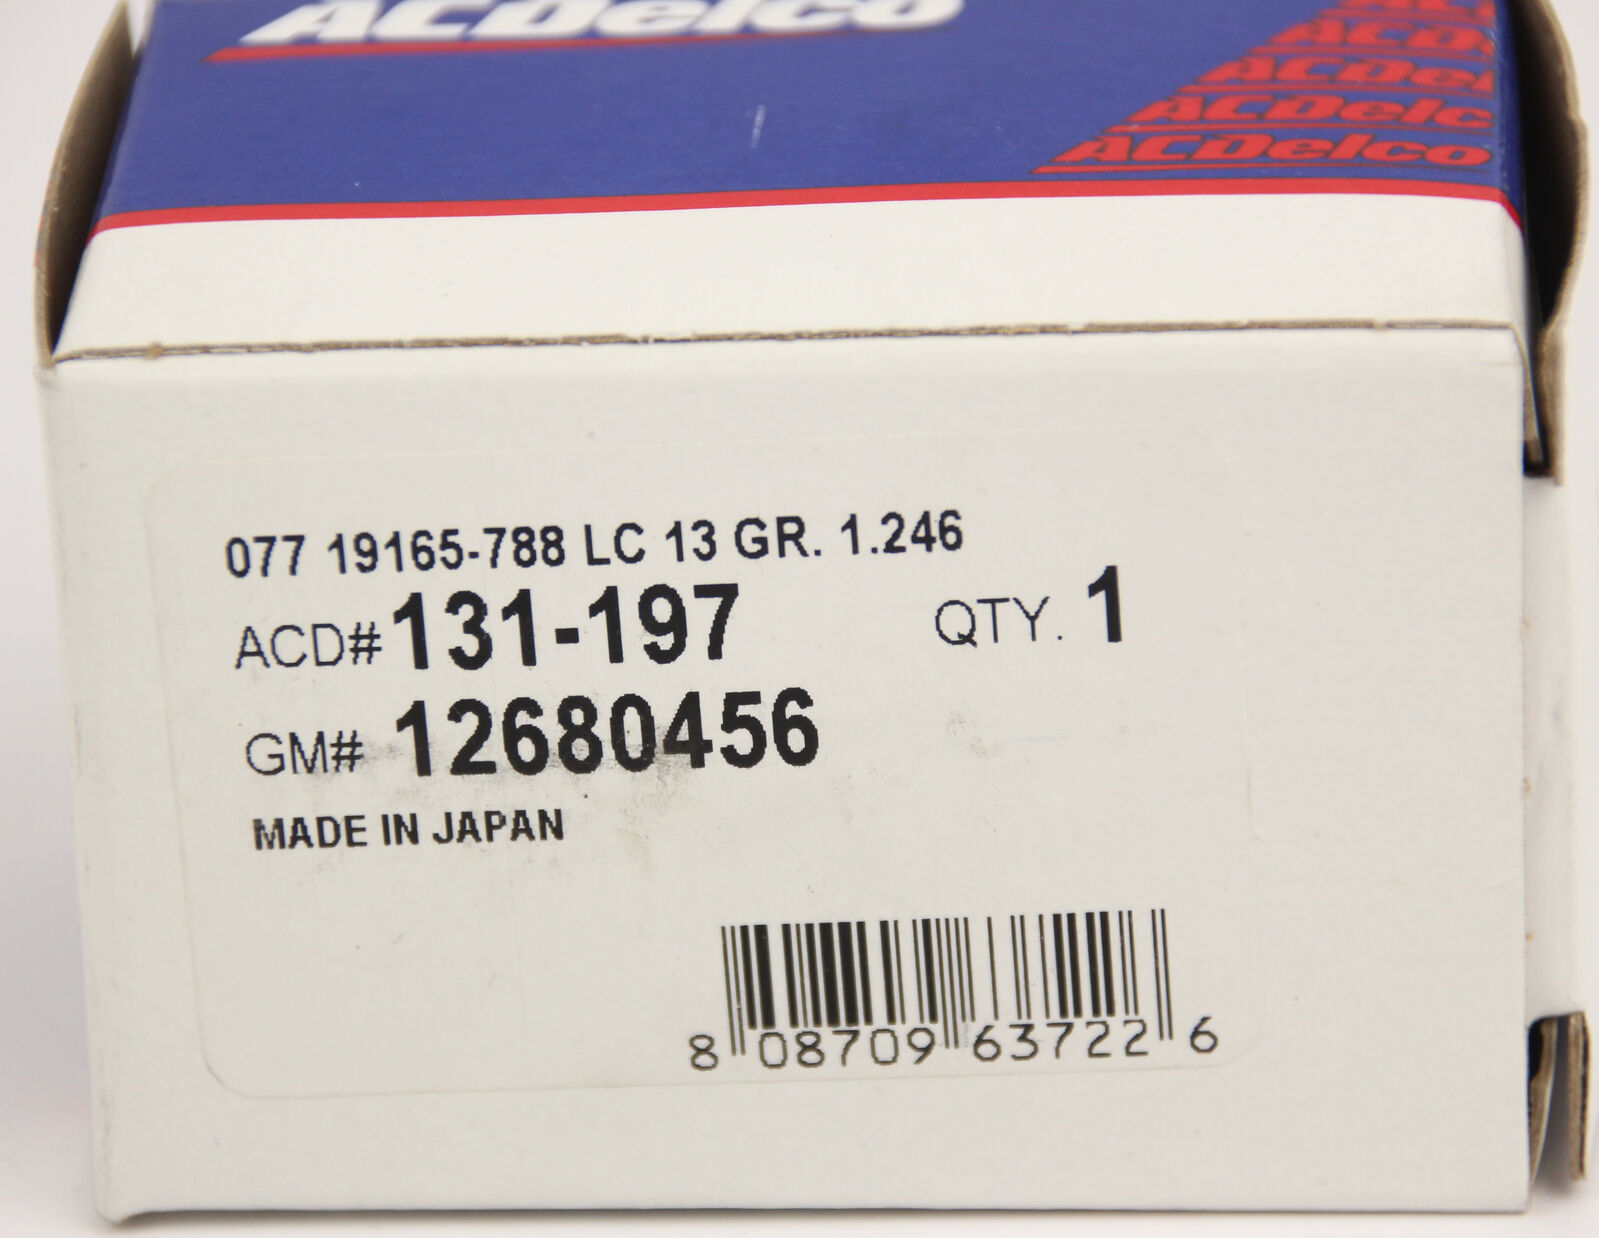 ACDelco
ACDelc
ACDelco
077 19165-788 LC 13 GR. 1.246
ACD# 131-197 QTY. 1
GM# 12680456
MADE IN JAPAN
8 08709 63722 6